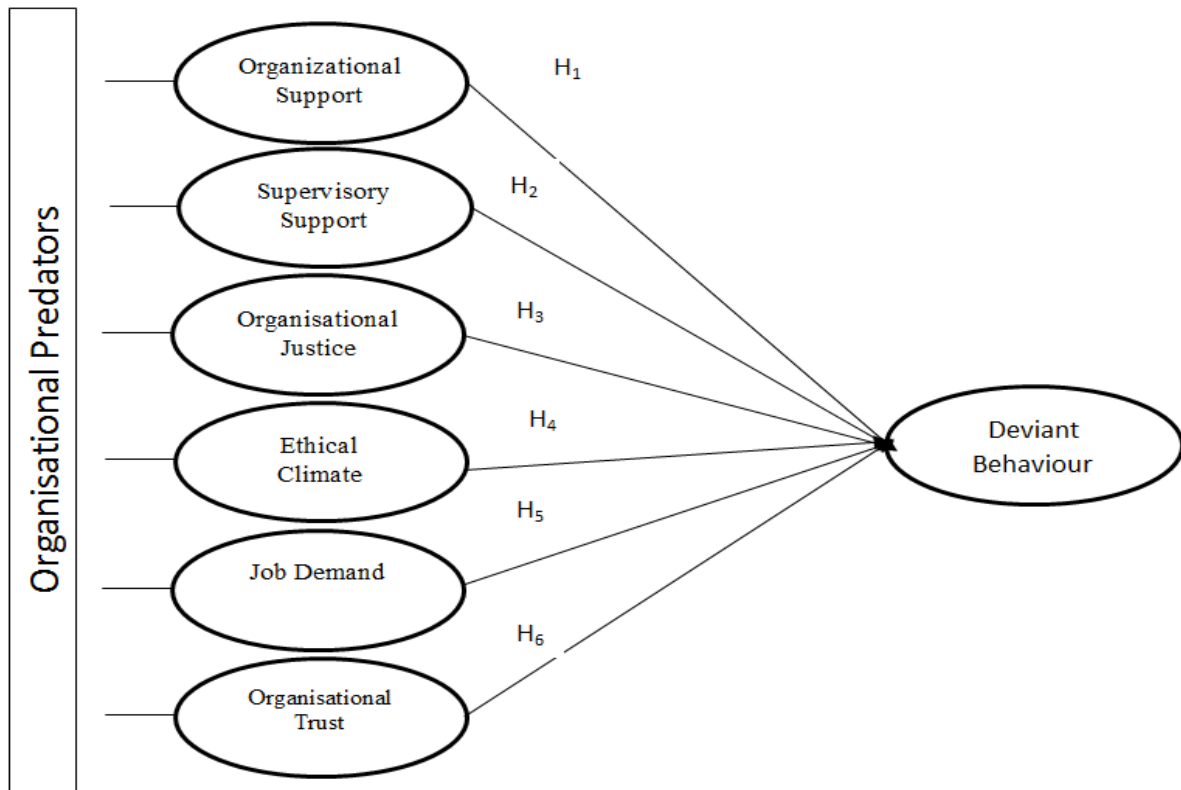 Organisational Predators
Organizational
Support
H₁
Supervisory
Support
H₂
Organisational
Justice
H₃
Ethical
Climate
H₄
Job Demand
H₅
Organisational
Trust
H₆
Deviant
Behaviour